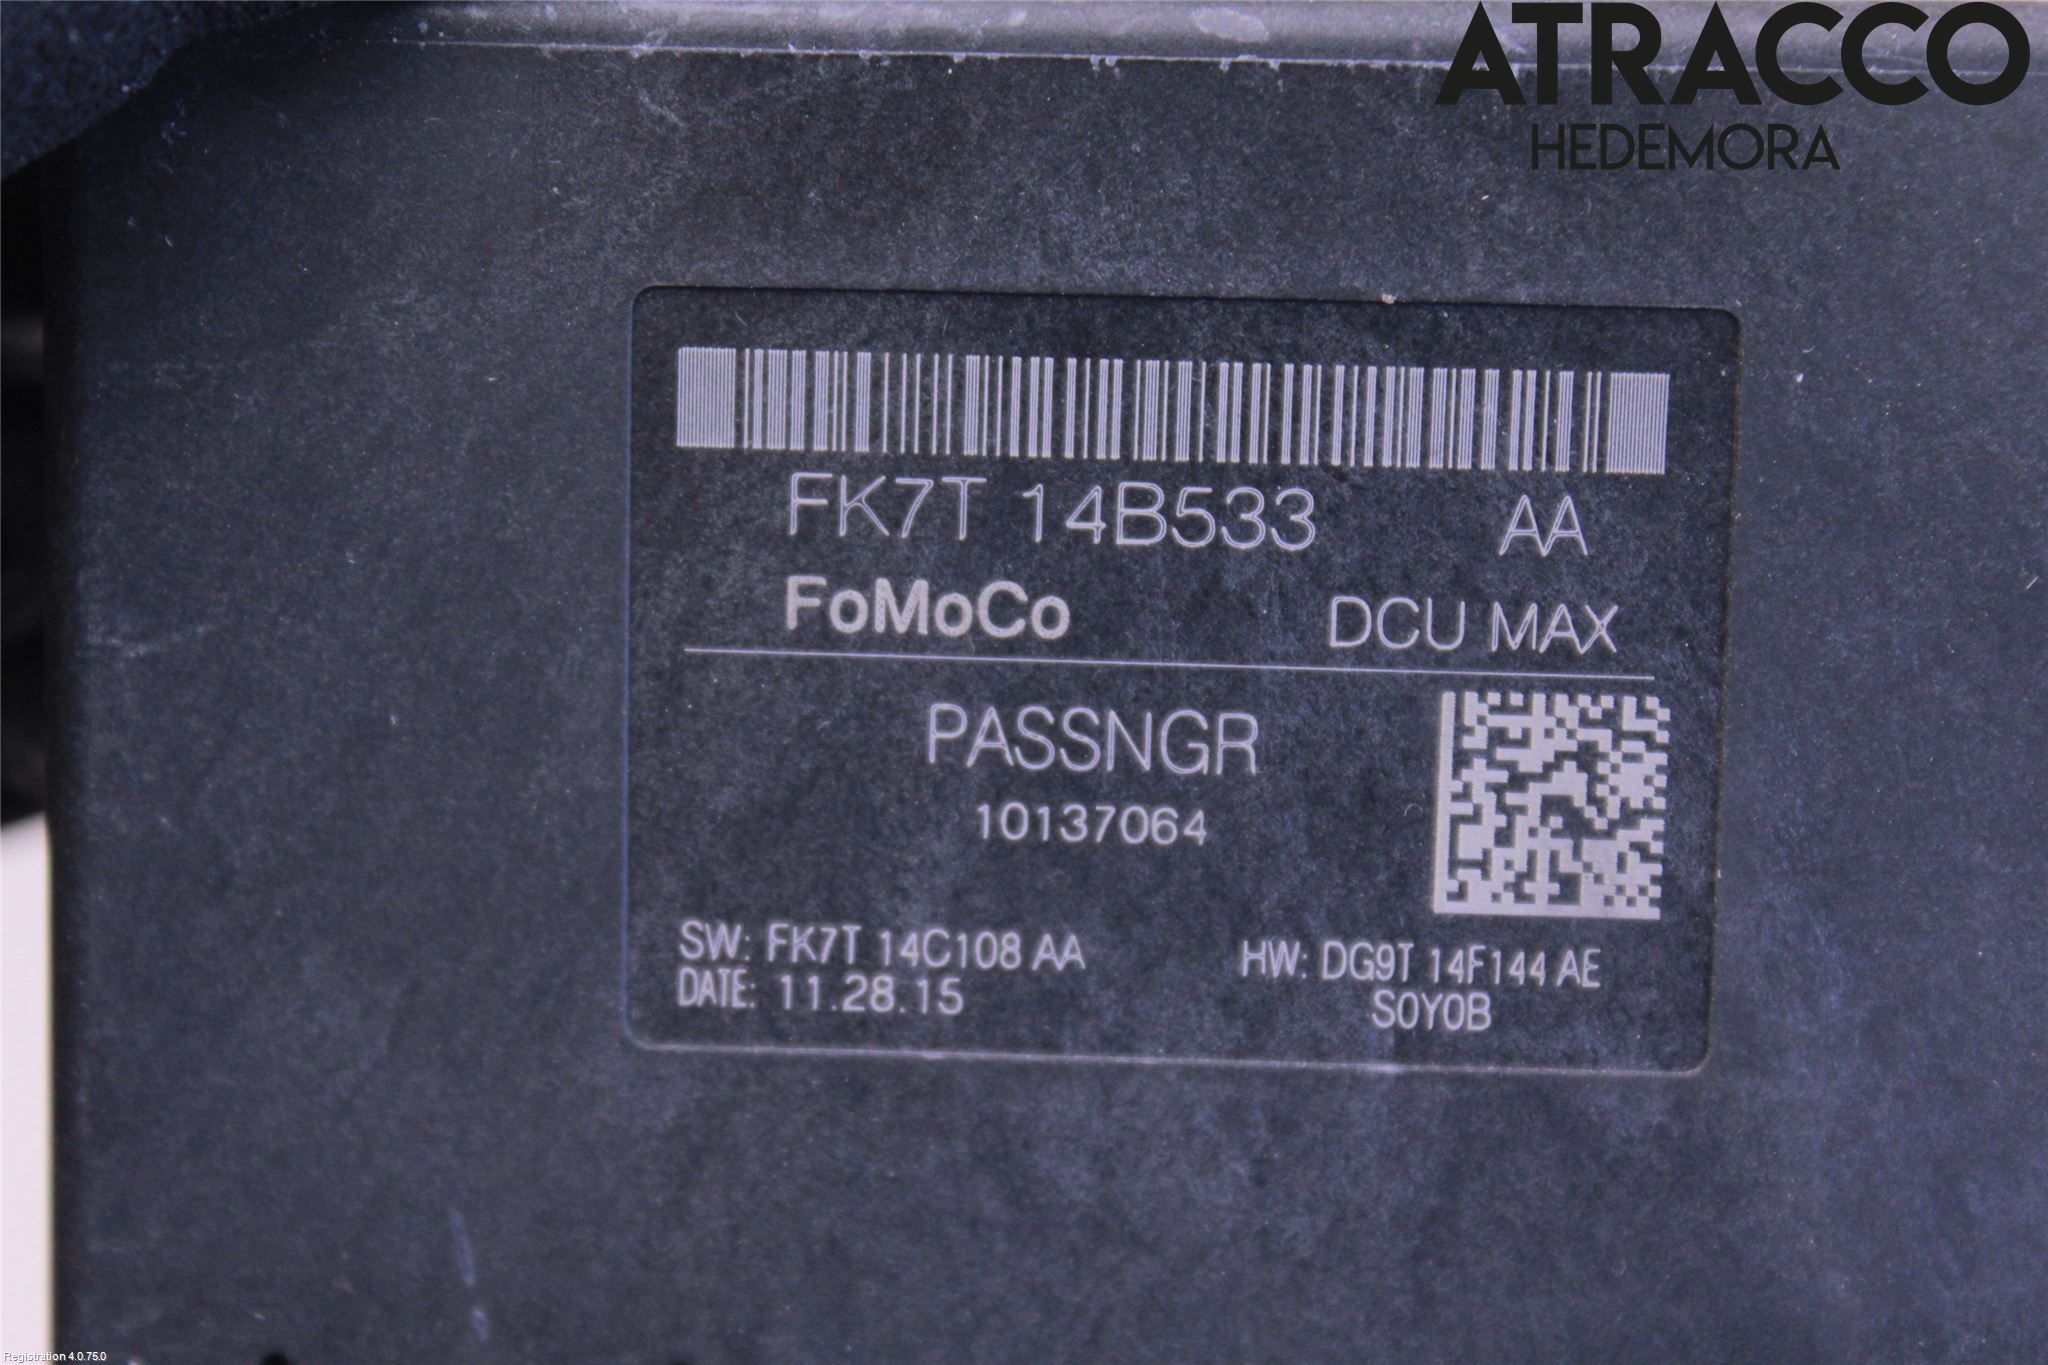 ATRACCO
HEDEMORA
FK7T 14B533 AA
FoMoCo DCU MAX
PASSNGR
10137064
SW: FK7T 14C108 AA HW: DG9T 14F144 AE
DATE: 11.28.15 S0Y0B
Registration 4.0.75.0